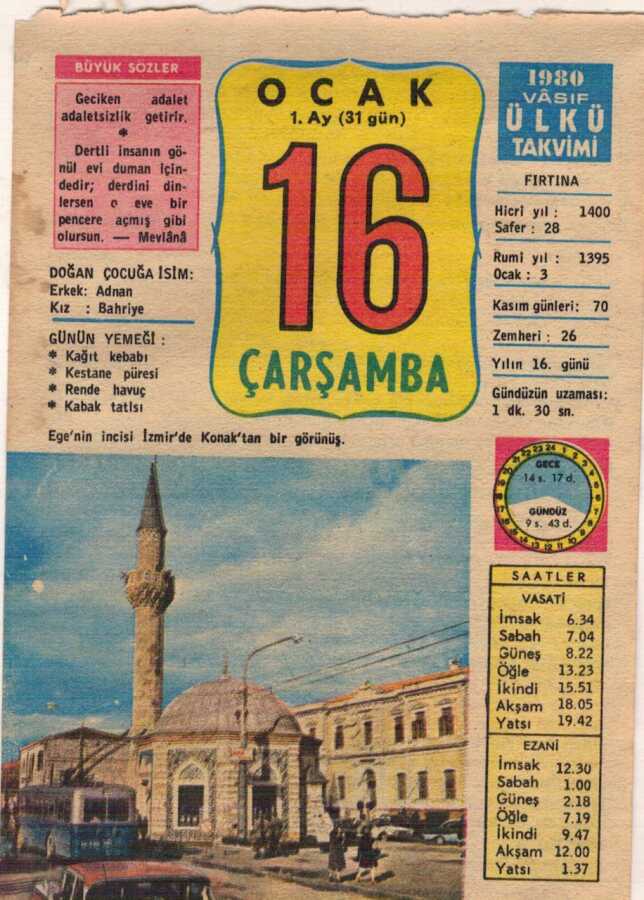 BÜYÜK SÖZLER
Geciken adalet
adaletsizlik getirir.
*
Dertli insanın gö-
nül evi duman için-
dedir; derdini din-
lersen o eve bir
pencere açmış gibi
olursun. — Mevlânâ
DOĞAN ÇOCUĞA İSİM:
Erkek: Adnan
Kız : Bahriye
GÜNÜN YEMEĞİ :
* Kağıt kebabı
* Kestane püresi
* Rende havuç
* Kabak tatlsı
OCAK
1. Ay (31 gün)
16
ÇARŞAMBA
1980
VÂSIF
ÜLKÜ
TAKVİMİ
FIRTINA
Hicrî yıl : 1400
Safer : 28
Rumî yıl : 1395
Ocak : 3
Kasım günleri: 70
Zemheri : 26
Yılın 16. günü
Gündüzün uzaması:
1 dk. 30 sn.
Ege'nin incisi İzmir'de Konak'tan bir görünüş.
GECE
14 s. 17 d.
GÜNDÜZ
9 s. 43 d.
SAATLER
VASATİ
İmsak 6.34
Sabah 7.04
Güneş 8.22
Öğle 13.23
İkindi 15.51
Akşam 18.05
Yatsı 19.42
EZANİ
İmsak 12.30
Sabah 1.00
Güneş 2.18
Öğle 7.19
İkindi 9.47
Akşam 12.00
Yatsı 1.37